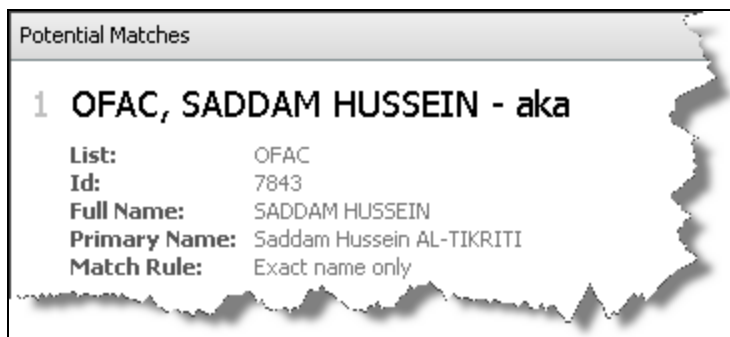 Potential Matches
1 OFAC, SADDAM HUSSEIN - aka
List: OFAC
Id: 7843
Full Name: SADDAM HUSSEIN
Primary Name: Saddam Hussein AL-TIKRITI
Match Rule: Exact name only